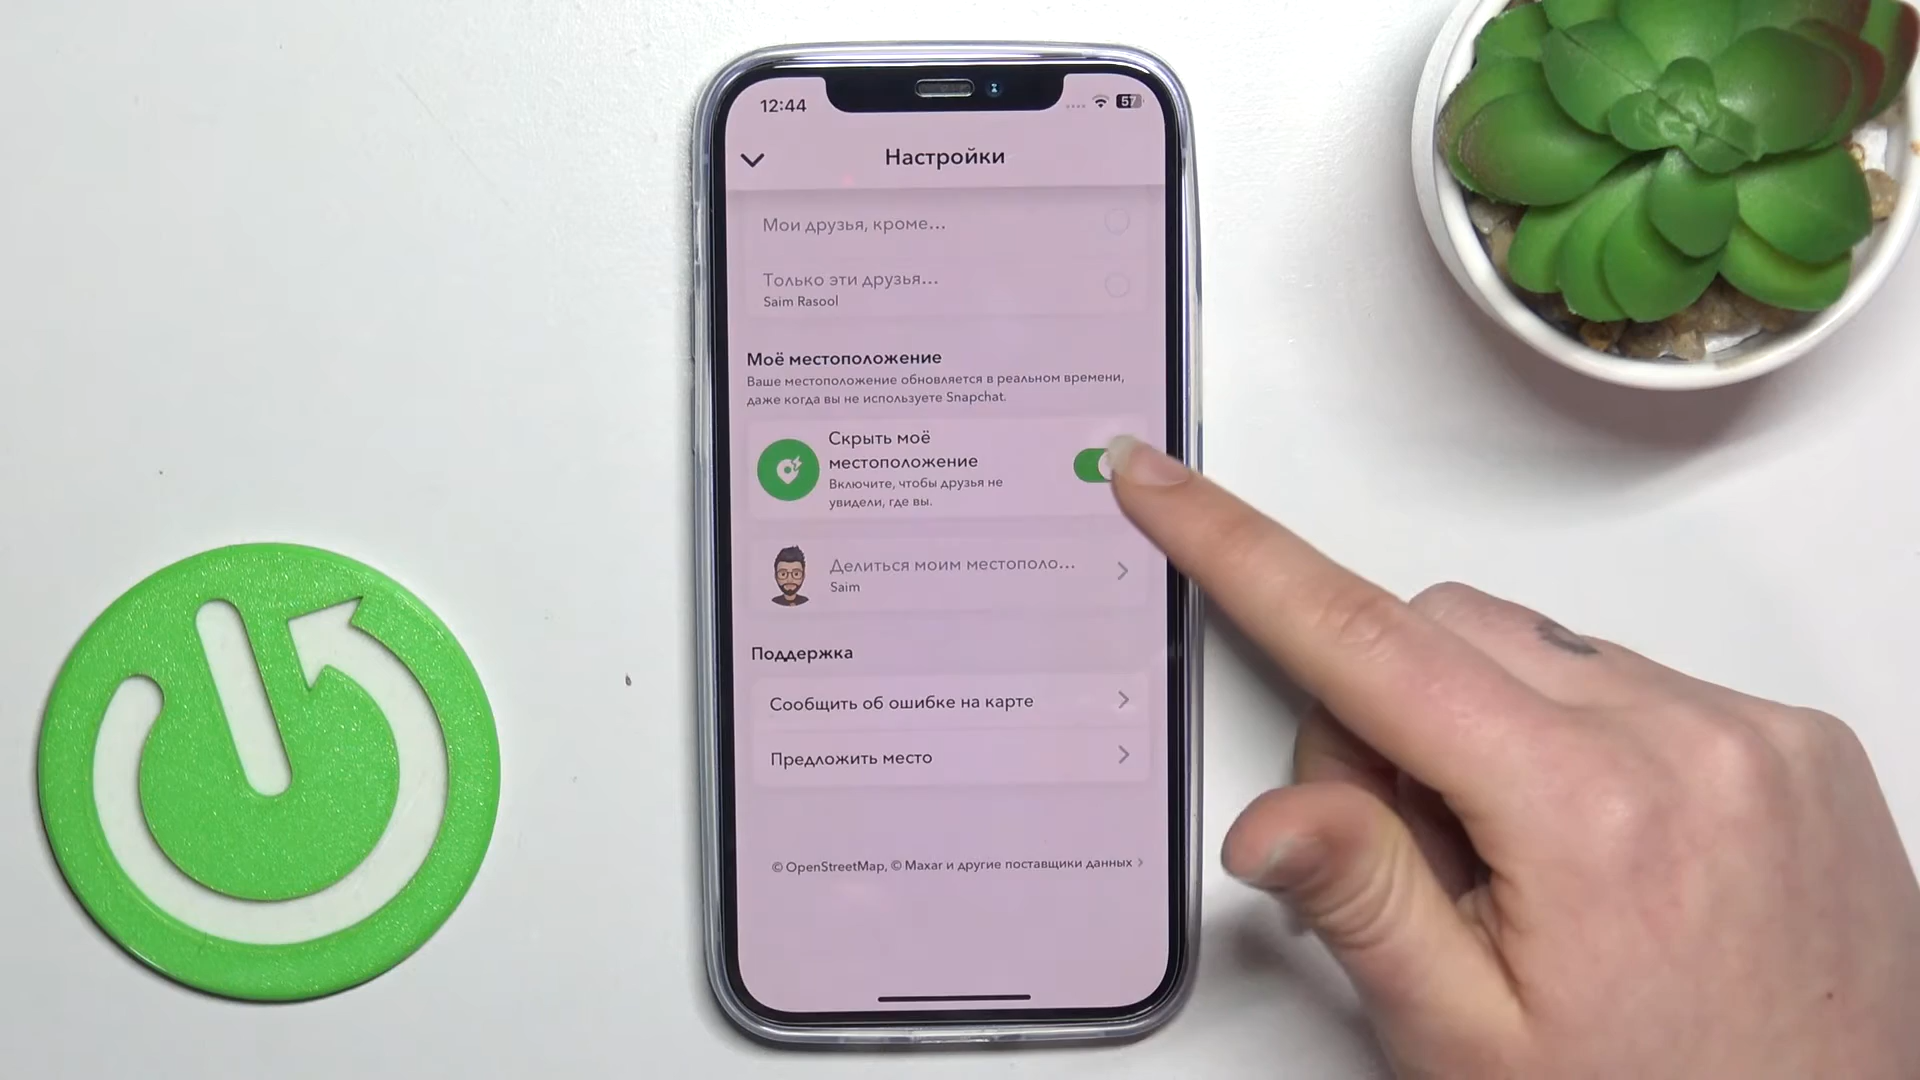 12:44
57
Настройки
Мои друзья, кроме...
Только эти друзья...
Saim Rasool
Моё местоположение
Ваше местоположение обновляется в реальном времени,
даже когда вы не используете Snapchat.
Скрыть моё
местоположение
Включите, чтобы друзья не
увидели, где вы.
Делиться моим местополо...
Saim
Поддержка
Сообщить об ошибке на карте
Предложить место
© OpenStreetMap, © Maxar и другие поставщики данных